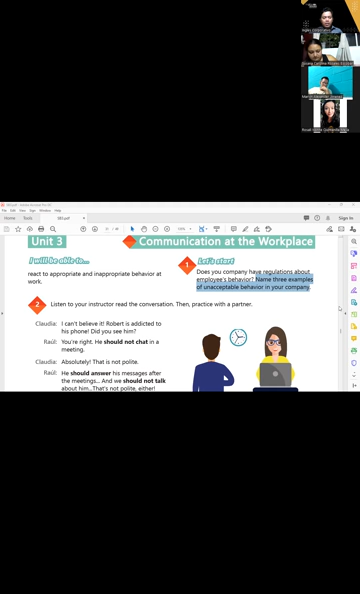 Home Tools
Sign In
Unit 3
Communication at the Workplace
I will be able to...
react to appropriate and inappropriate behavior at
work.
1
Let's start
Does you company have regulations about
employee's behavior? Name three examples
of unacceptable behavior in your company.
2
Listen to your instructor read the conversation. Then, practice with a partner.
Claudia: I can't believe it! Robert is addicted to
his phone! Did you see him?
Raúl: You're right. He should not chat in a
meeting.
Claudia: Absolutely! That is not polite.
Raúl: He should answer his messages after
the meetings... And we should not talk
about him...That's not polite, either!